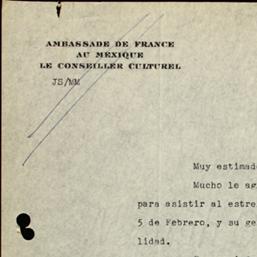 AMBASSADE DE FRANCE
AU MEXIQUE
LE CONSEILLER CULTUREL
JS/MM
Muy estimad
Mucho le ag
para asistir al estre
5 de Febrero, y su ge
lidad.